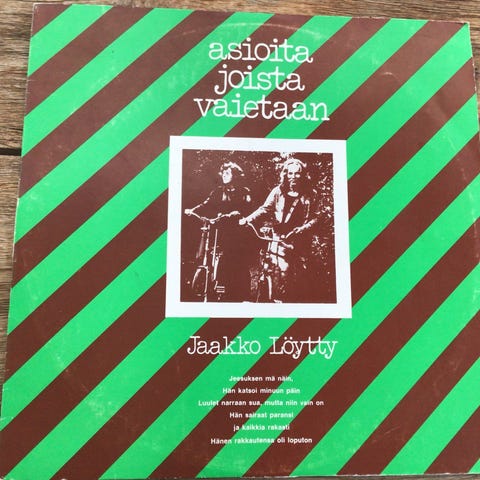 asioita
joista
vaietaan
Jaakko Löytty
Jeesuksen mä näin,
Hän katsoi minuun päin
Luulet narraan sua, mutta niin vain on
Hän sairaat paransi
ja kaikkia rakasti
Hänen rakkautensa oli loputon